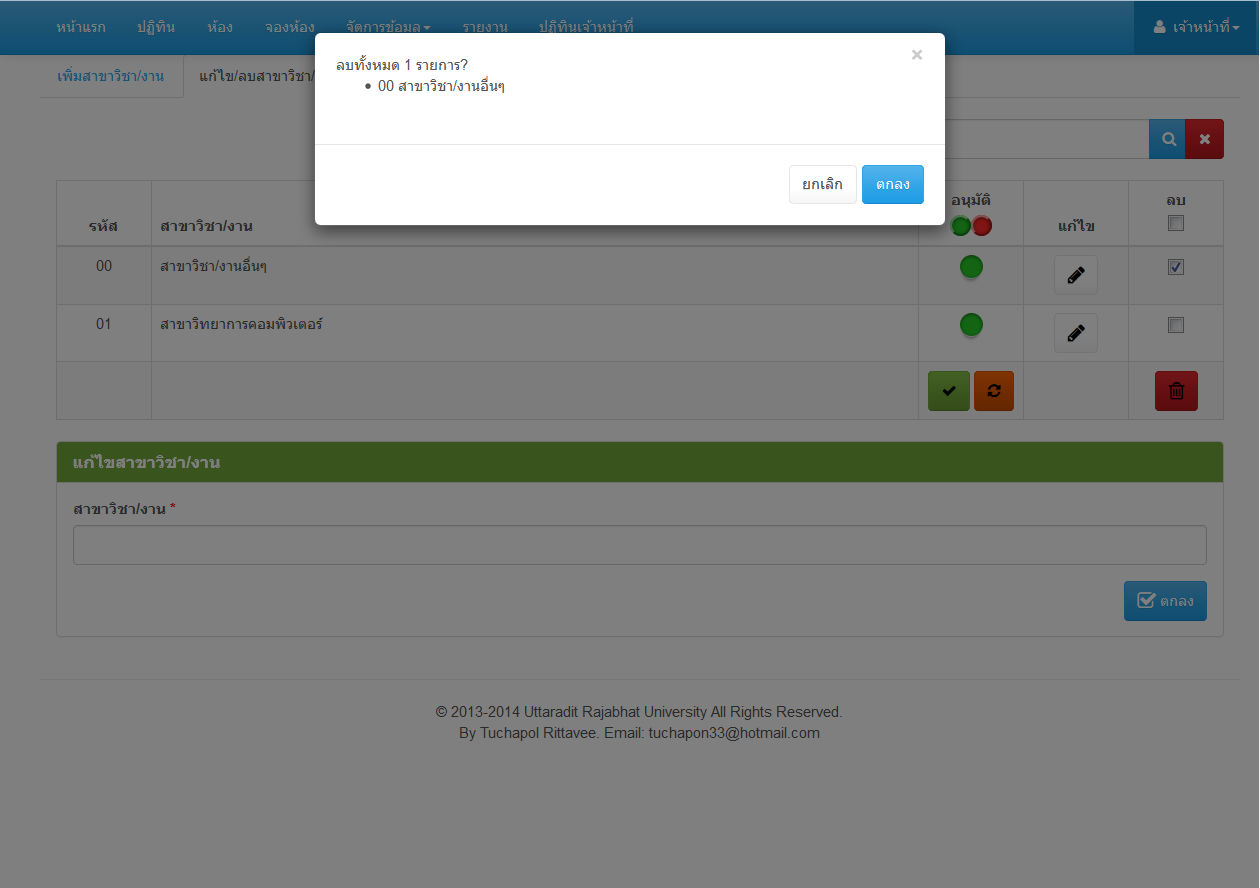 หน้าแรก ปฏิทิน ห้อง จองห้อง จัดการข้อมูล รายงาน ปฏิทินเจ้าหน้าที่ เจ้าหน้าที่
เพิ่มสาขาวิชา/งาน แก้ไข/ลบสาขาวิชา/
ลบทั้งหมด 1 รายการ?
• 00 สาขาวิชา/งานอื่นๆ
ยกเลิก ตกลง
รหัส สาขาวิชา/งาน อนุมัติ แก้ไข ลบ
00 สาขาวิชา/งานอื่นๆ
01 สาขาวิทยาการคอมพิวเตอร์
แก้ไขสาขาวิชา/งาน
สาขาวิชา/งาน *
ตกลง
© 2013-2014 Uttaradit Rajabhat University All Rights Reserved.
By Tuchapol Rittavee. Email: tuchapon33@hotmail.com